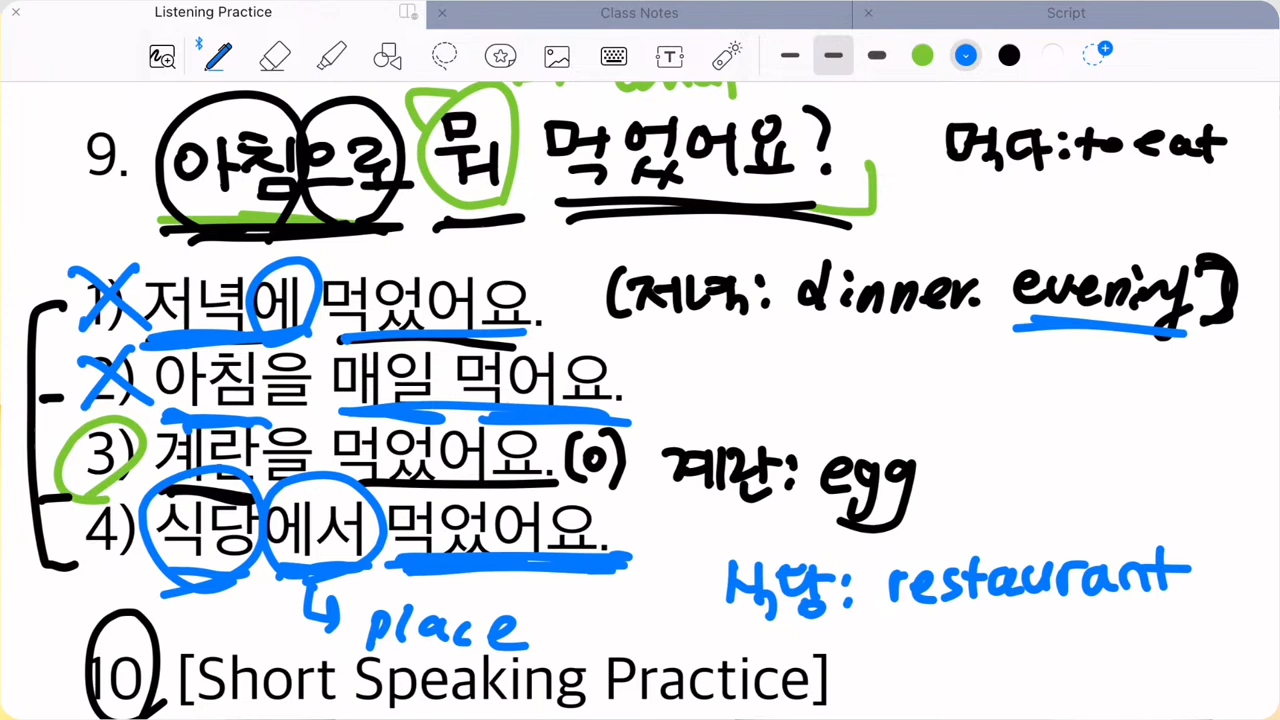 Listening Practice
Class Notes
Script
9. 아침으로 뭐 먹었어요? 먹다: to eat
1) 저녁에 먹었어요. (저녁: dinner. evening)
2) 아침을 매일 먹어요.
3) 계란을 먹었어요. (O) 계란: egg
4) 식당에서 먹었어요.
식당: restaurant
place
10. [Short Speaking Practice]